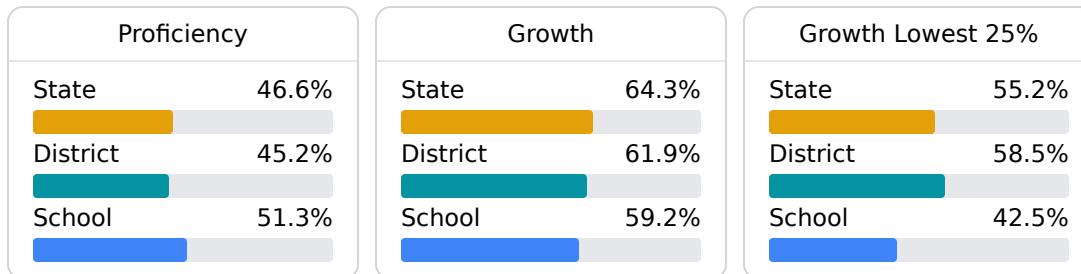 Proficiency
State 46.6%
District 45.2%
School 51.3%
Growth
State 64.3%
District 61.9%
School 59.2%
Growth Lowest 25%
State 55.2%
District 58.5%
School 42.5%